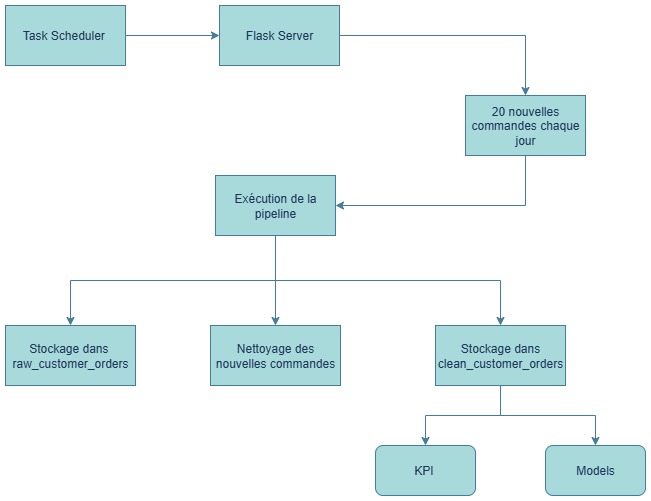 Task Scheduler
Flask Server
20 nouvelles
commandes chaque
jour
Exécution de la
pipeline
Stockage dans
raw_customer_orders
Nettoyage des
nouvelles commandes
Stockage dans
clean_customer_orders
KPI
Models